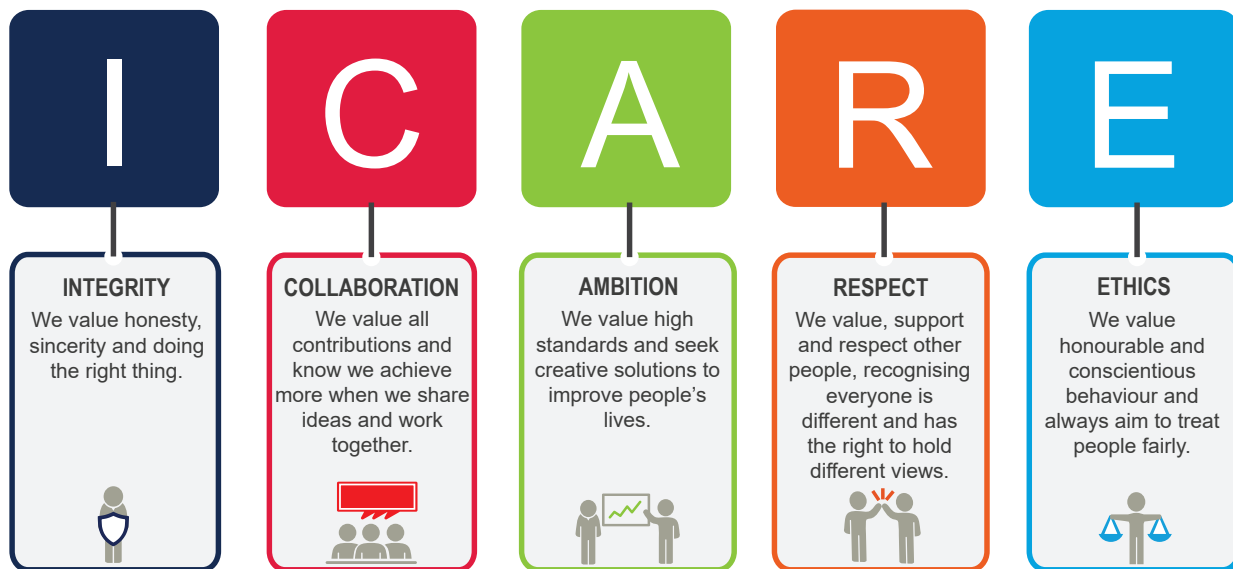 I
C
A
R
E
INTEGRITY
We value honesty,
sincerity and doing
the right thing.
COLLABORATION
We value all
contributions and
know we achieve
more when we share
ideas and work
together.
AMBITION
We value high
standards and seek
creative solutions to
improve people’s
lives.
RESPECT
We value, support
and respect other
people, recognising
everyone is
different and has
the right to hold
different views.
ETHICS
We value
honourable and
conscientious
behaviour and
always aim to treat
people fairly.